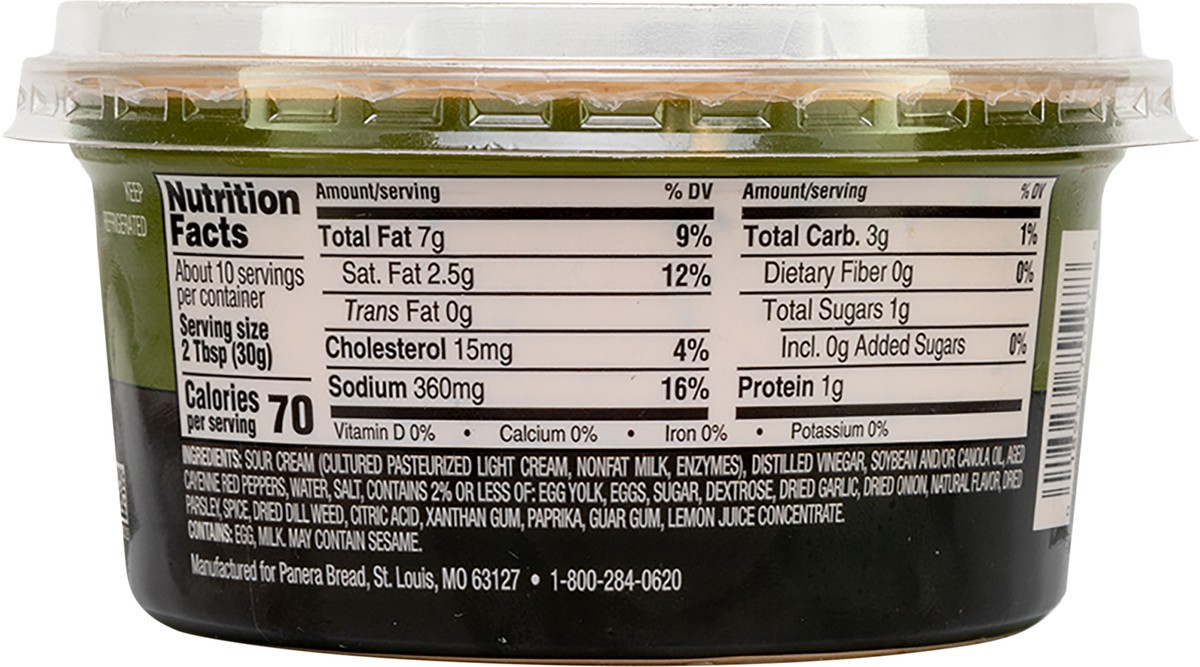 KEEP
REFRIGERATED
Nutrition
Facts
About 10 servings
per container
Serving size
2 Tbsp (30g)
Calories
per serving 70
Amount/serving % DV
Total Fat 7g 9%
Sat. Fat 2.5g 12%
Trans Fat 0g
Cholesterol 15mg 4%
Sodium 360mg 16%
Amount/serving % DV
Total Carb. 3g 1%
Dietary Fiber 0g 0%
Total Sugars 1g
Incl. 0g Added Sugars 0%
Protein 1g
Vitamin D 0% • Calcium 0% • Iron 0% • Potassium 0%
INGREDIENTS: SOUR CREAM (CULTURED PASTEURIZED LIGHT CREAM, NONFAT MILK, ENZYMES), DISTILLED VINEGAR, SOYBEAN AND/OR CANOLA OIL, AGED
CAYENNE RED PEPPERS, WATER, SALT, CONTAINS 2% OR LESS OF: EGG YOLK, EGGS, SUGAR, DEXTROSE, DRIED GARLIC, DRIED ONION, NATURAL FLAVOR, DRIED
PARSLEY, SPICE, DRIED DILL WEED, CITRIC ACID, XANTHAN GUM, PAPRIKA, GUAR GUM, LEMON JUICE CONCENTRATE.
CONTAINS: EGG, MILK. MAY CONTAIN SESAME.
Manufactured for Panera Bread, St. Louis, MO 63127 • 1-800-284-0620